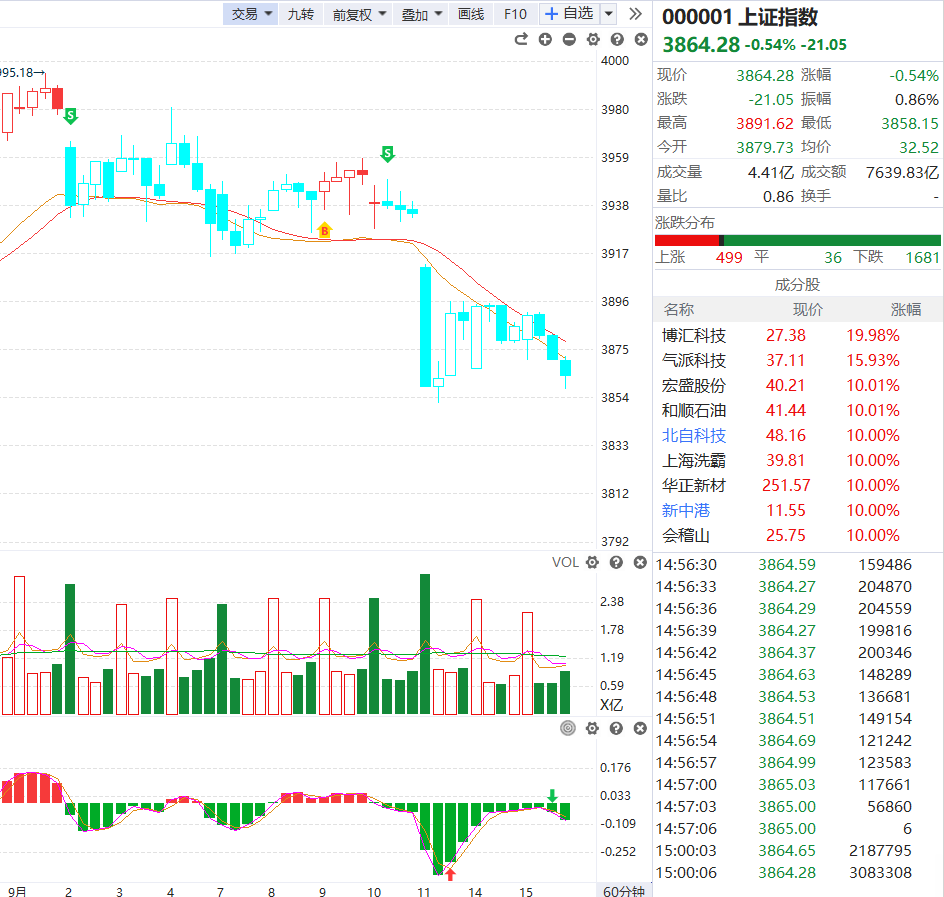 交易 九转 前复权 叠加 画线 F10 + 自选
000001 上证指数
3864.28 -0.54% -21.05
现价 3864.28 涨幅 -0.54%
涨跌 -21.05 振幅 0.86%
最高 3891.62 最低 3858.15
今开 3879.73 均价 32.52
成交量 4.41亿 成交额 7639.83亿
量比 0.86 换手 -
涨跌分布
上涨 499 平 36 下跌 1681
成分股
名称 现价 涨幅
博汇科技 27.38 19.98%
气派科技 37.11 15.93%
宏盛股份 40.21 10.01%
和顺石油 41.44 10.01%
北自科技 48.16 10.00%
上海洗霸 39.81 10.00%
华正新材 251.57 10.00%
新中港 11.55 10.00%
会稽山 25.75 10.00%
14:56:30 3864.59 159486
14:56:33 3864.27 204870
14:56:36 3864.29 204559
14:56:39 3864.27 199816
14:56:42 3864.37 200346
14:56:45 3864.63 148289
14:56:48 3864.53 136681
14:56:51 3864.51 149154
14:56:54 3864.69 121242
14:56:57 3864.99 123583
14:57:00 3865.03 117661
14:57:03 3865.00 56860
14:57:06 3865.00 6
15:00:03 3864.65 2187795
15:00:06 3864.28 3083308
4000
95.18→
3980
S
3959
S
3938
B
3917
3896
3875
3854
3833
3812
3792
VOL
2.38
1.78
1.19
0.59
X亿
0.176
0.033
-0.109
-0.252
9月 2 3 4 7 8 9 10 11 14 15 60分钟